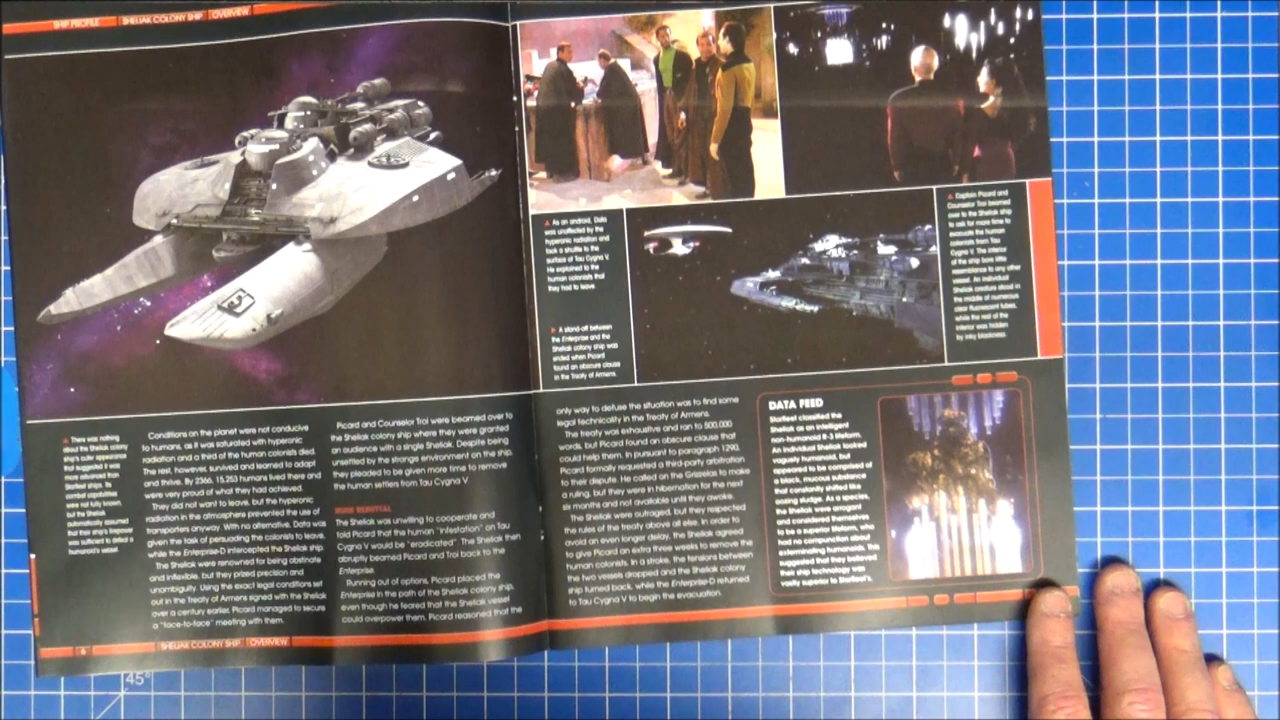 SHIP PROFILE SHELIAK COLONY SHIP OVERVIEW
5
As an android, Data
was unaffected by the
hyperonic radiation and
took a shuttle to the
surface of Tau Cygna V.
He explained to the
human colonists that
they had to leave.
A stand-off between
the Enterprise and the
Sheliak colony ship was
ended when Picard
found an obscure clause
in the Treaty of Armens.
Captain Picard and
Counselor Troi beamed
over to the Sheliak ship
to ask for more time to
evacuate the human
colonists from Tau
Cygna V. The interior
of the ship bore little
resemblance to any other
vessel. An individual
Sheliak creature stood in
the middle of numerous
clear fluorescent tubes,
while the rest of the
interior was hidden
by inky blackness.
There was nothing
about the Sheliak colony
ship's outer appearance
that suggested it was
more advanced than
Starfleet ships. Its
combat capabilities
was not fully known,
but the Sheliak
automatically assumed
that their ship's firepower
was sufficient to defeat a
humanoid's vessel.
Conditions on the planet were not conducive
to humans, as it was saturated with hyperonic
radiation and a third of the human colonists died.
The rest, however, survived and learned to adapt
and thrive. By 2366, 15,253 humans lived there and
were very proud of what they had achieved.
They did not want to leave, but the hyperonic
radiation in the atmosphere prevented the use of
transporters anyway. With no alternative, Data was
given the task of persuading the colonists to leave,
while the Enterprise-D intercepted the Sheliak ship.
The Sheliak were renowned for being obstinate
and inflexible, but they prized precision and
unambiguity. Using the exact legal conditions set
out in the Treaty of Armens signed with the Sheliak
over a century earlier, Picard managed to secure
a "face-to-face" meeting with them.
Picard and Counselor Troi were beamed over to
the Sheliak colony ship where they were granted
an audience with a single Sheliak. Despite being
unsettled by the strange environment on the ship,
they pleaded to be given more time to remove
the human settlers from Tau Cygna V.
RUDE REBUTTAL
The Sheliak was unwilling to cooperate and
told Picard that the human "infestation" on Tau
Cygna V would be "eradicated". The Sheliak then
abruptly beamed Picard and Troi back to the
Enterprise.
Running out of options, Picard placed the
Enterprise in the path of the Sheliak colony ship,
even though he feared that the Sheliak vessel
could overpower them. Picard reasoned that the
only way to defuse the situation was to find some
legal technicality in the Treaty of Armens.
The treaty was exhaustive and ran to 500,000
words, but Picard found an obscure clause that
could help them. In pursuant to paragraph 1290,
Picard formally requested a third-party arbitration
to their dispute. He called on the Grizzelas to make
a ruling, but they were in hibernation for the next
six months and not available until they awoke.
The Sheliak were outraged, but they respected
the rules of the treaty above all else. In order to
avoid an even longer delay, the Sheliak agreed
to give Picard an extra three weeks to remove the
human colonists. In a stroke, the tensions between
the two vessels dropped and the Sheliak colony
ship turned back, while the Enterprise-D returned
to Tau Cygna V to begin the evacuation.
DATA FEED
Starfleet classified the
Sheliak as an intelligent
non-humanoid R-3 lifeform.
An individual Sheliak looked
vaguely humanoid, but
appeared to be comprised of
a black, mucous substance
that constantly shifted like
oozing sludge. As a species,
the Sheliak were arrogant
and considered themselves
to be a superior lifeform, who
had no compunction about
exterminating humanoids. This
suggested that they believed
their ship technology was
vastly superior to Starfleet's.
6 SHELIAK COLONY SHIP OVERVIEW
45°